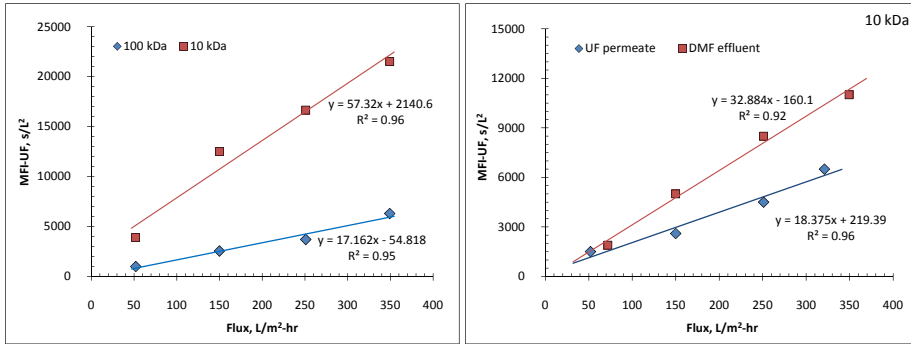 25000
20000
15000
10000
5000
0
MFI-UF, s/L²
100 kDa 10 kDa
y = 57.32x + 2140.6
R² = 0.96
y = 17.162x - 54.818
R² = 0.95
0 50 100 150 200 250 300 350 400
Flux, L/m²-hr
10 kDa
15000
12000
9000
6000
3000
0
MFI-UF, s/L²
UF permeate DMF effluent
y = 32.884x - 160.1
R² = 0.92
y = 18.375x + 219.39
R² = 0.96
0 50 100 150 200 250 300 350 400
Flux, L/m²-hr